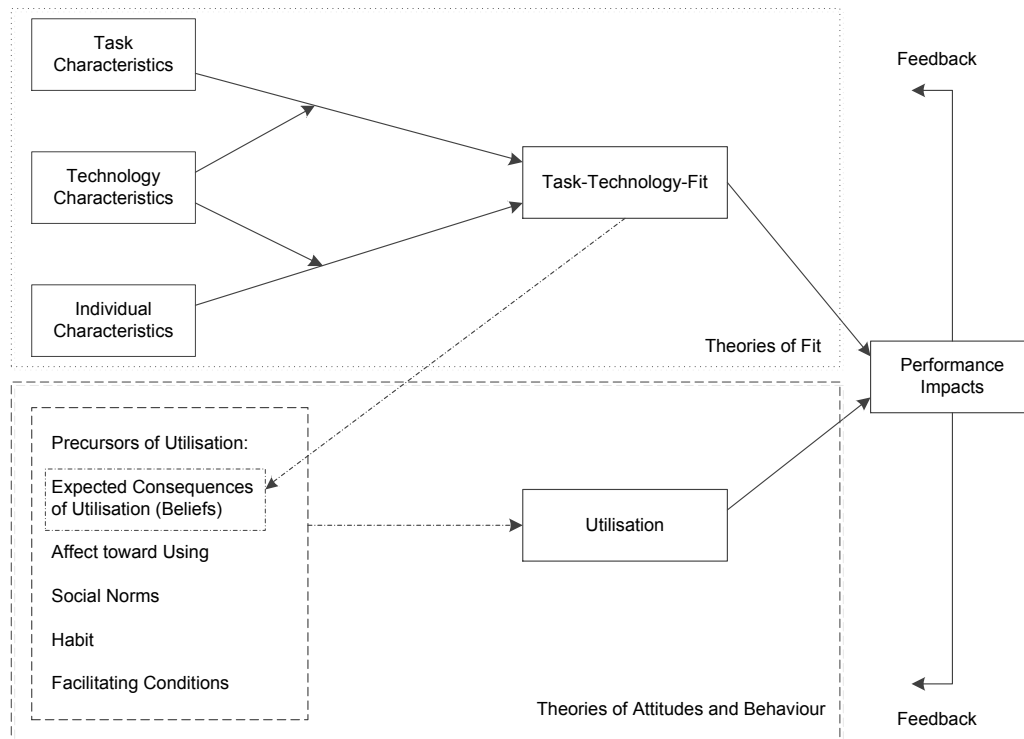 Task
Characteristics
Feedback
Technology
Characteristics
Task-Technology-Fit
Individual
Characteristics
Theories of Fit
Performance
Impacts
Precursors of Utilisation:
Expected Consequences
of Utilisation (Beliefs)
Utilisation
Affect toward Using
Social Norms
Habit
Facilitating Conditions
Theories of Attitudes and Behaviour
Feedback